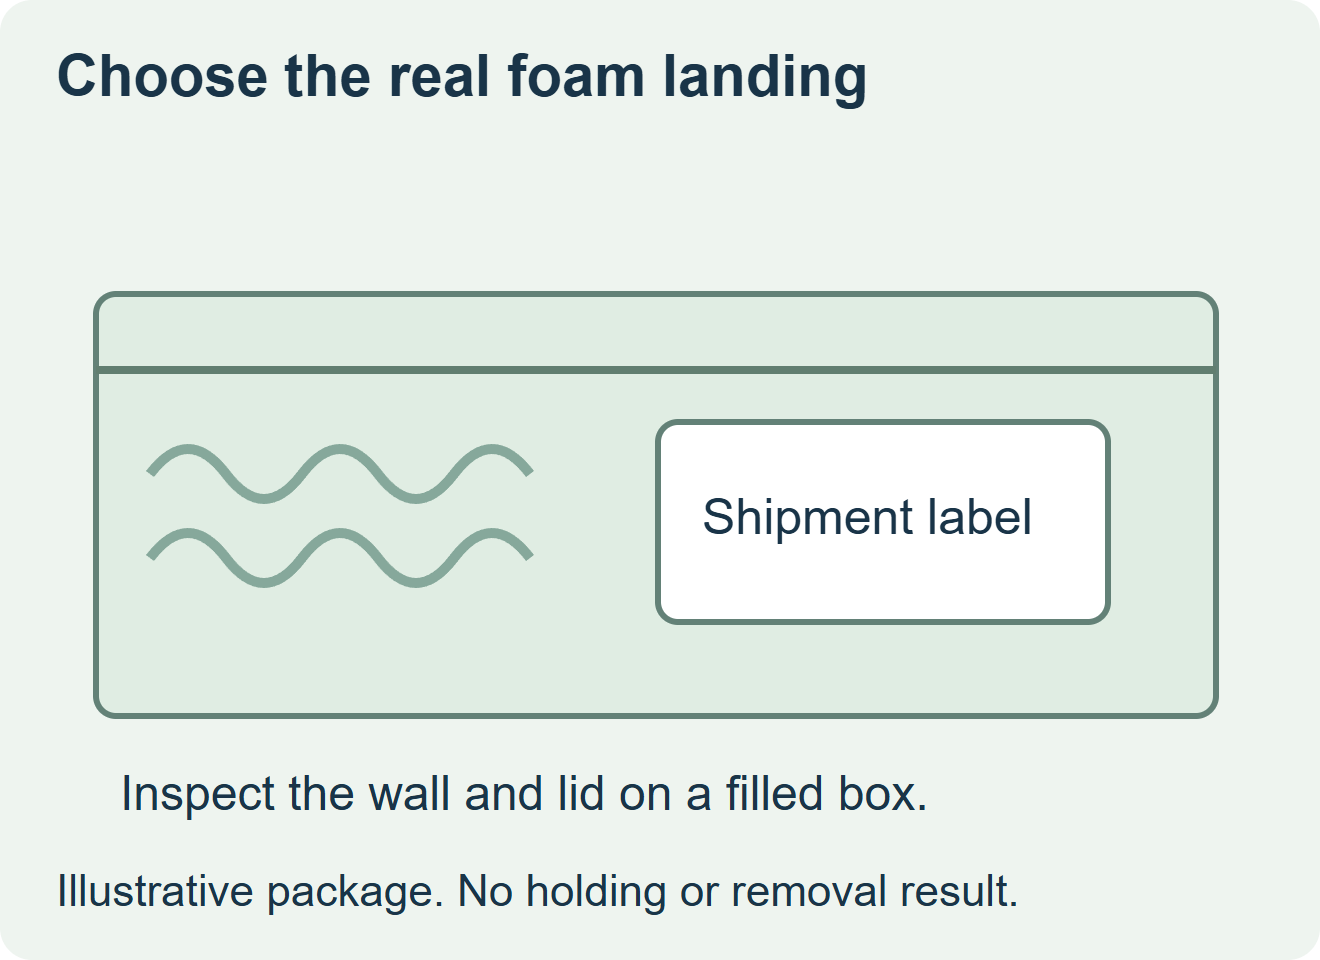 Choose the real foam landing
Shipment label
Inspect the wall and lid on a filled box.
Illustrative package. No holding or removal result.